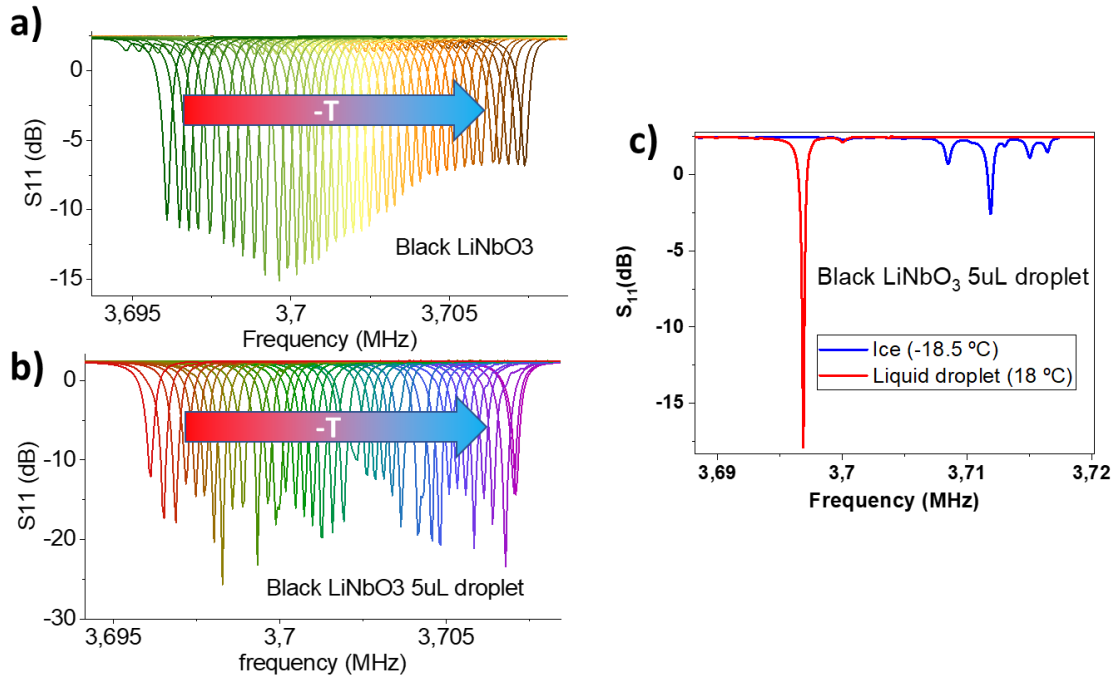 a)
0
-5
-10
-15
S11 (dB)
-T
Black LiNbO3
3,695
3,7
3,705
Frequency (MHz)
b)
0
-10
-20
-30
S11 (dB)
-T
Black LiNbO3 5uL droplet
3,695
3,7
3,705
frequency (MHz)
c)
0
-5
-10
-15
S₁₁(dB)
Black LiNbO₃ 5uL droplet
Ice (-18.5 ºC)
Liquid droplet (18 ºC)
3,69
3,7
3,71
3,72
Frequency (MHz)